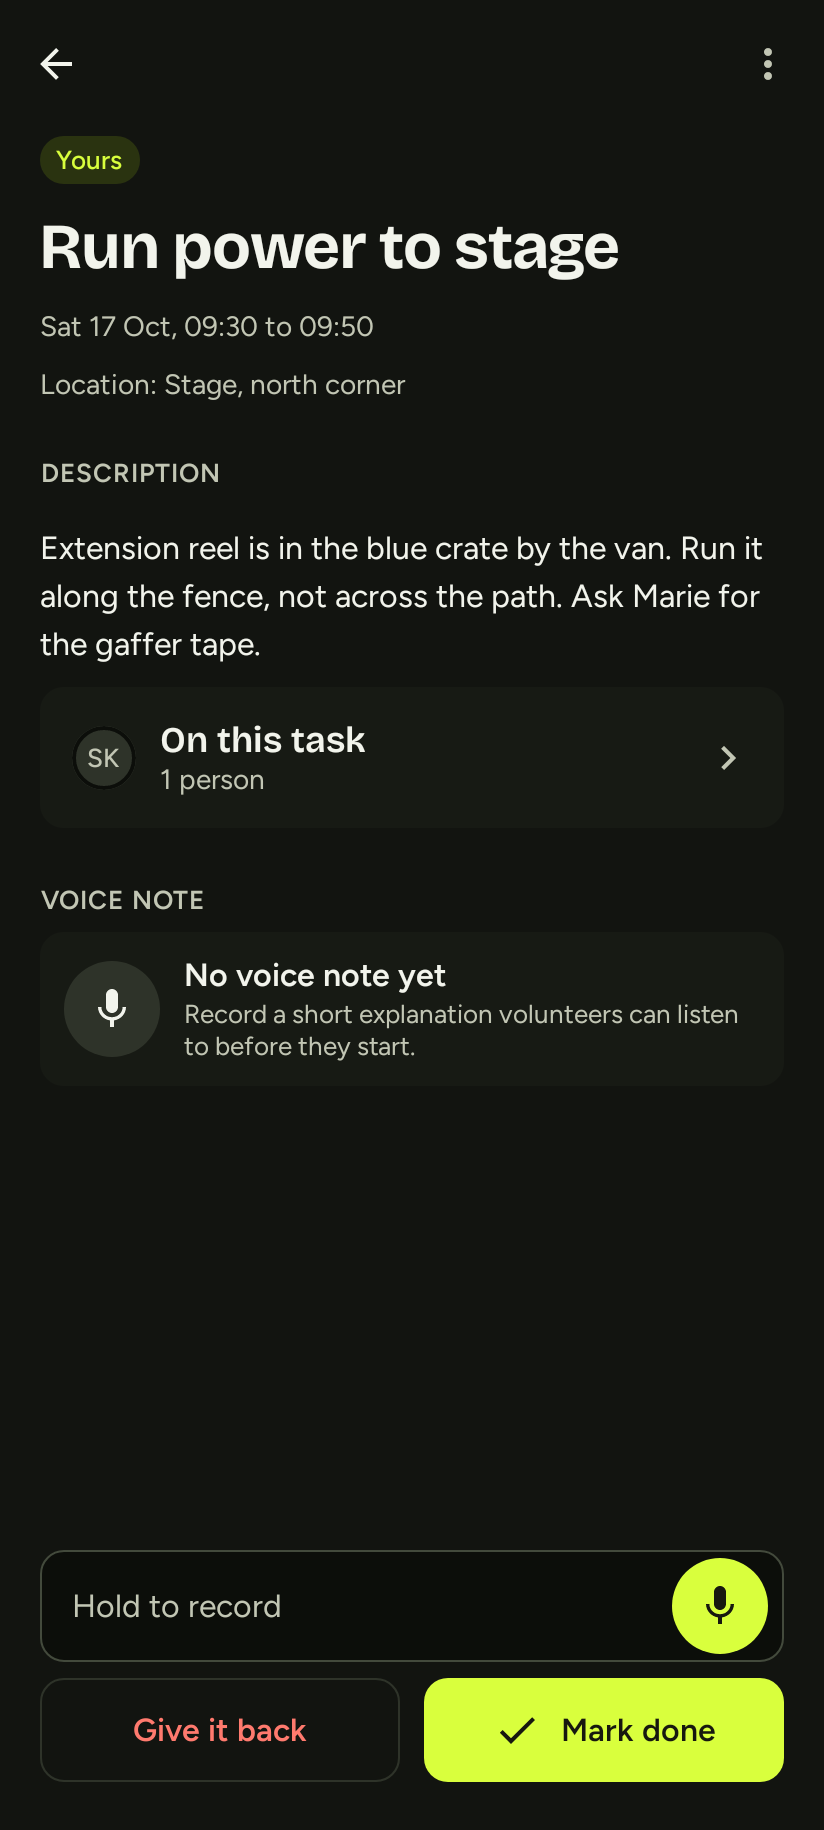 Yours
Run power to stage
Sat 17 Oct, 09:30 to 09:50
Location: Stage, north corner
DESCRIPTION
Extension reel is in the blue crate by the van. Run it
along the fence, not across the path. Ask Marie for
the gaffer tape.
SK
On this task
1 person
VOICE NOTE
No voice note yet
Record a short explanation volunteers can listen
to before they start.
Hold to record
Give it back
Mark done